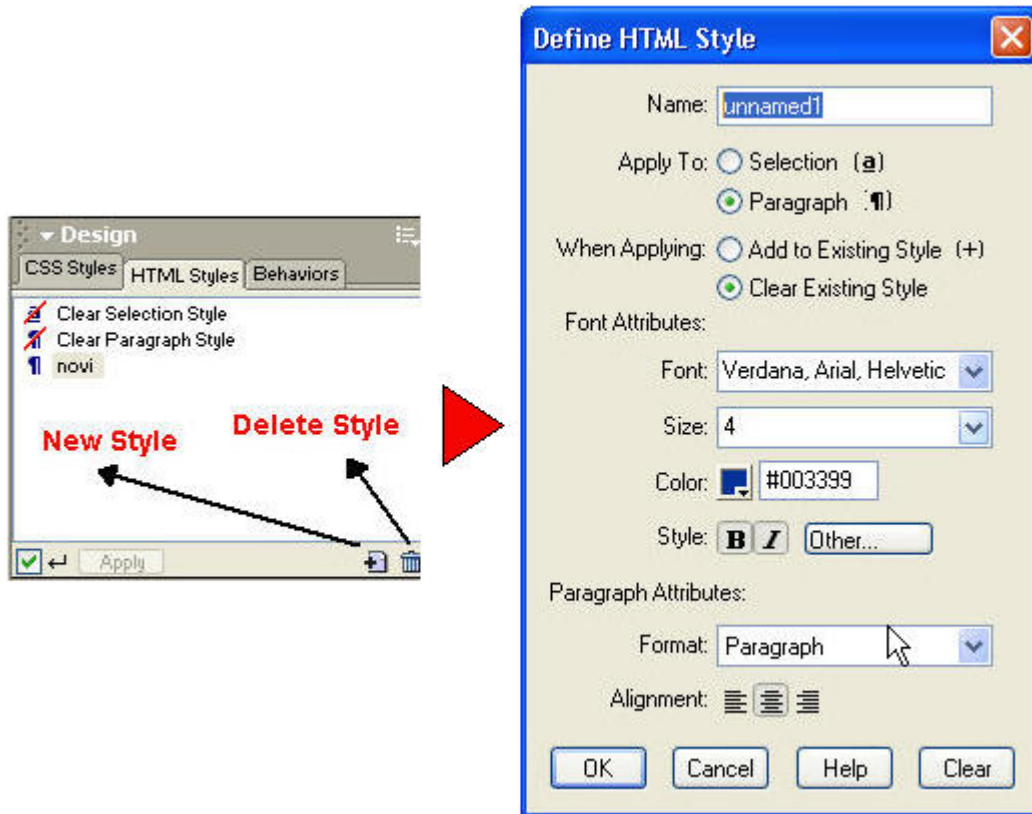 Design
CSS Styles HTML Styles Behaviors
a Clear Selection Style
¶ Clear Paragraph Style
¶ novi
New Style Delete Style
Apply
Define HTML Style
Name: unnamed1
Apply To: Selection (a)
Paragraph (¶)
When Applying: Add to Existing Style (+)
Clear Existing Style
Font Attributes:
Font: Verdana, Arial, Helvetic
Size: 4
Color: #003399
Style: B I Other...
Paragraph Attributes:
Format: Paragraph
Alignment:
OK Cancel Help Clear